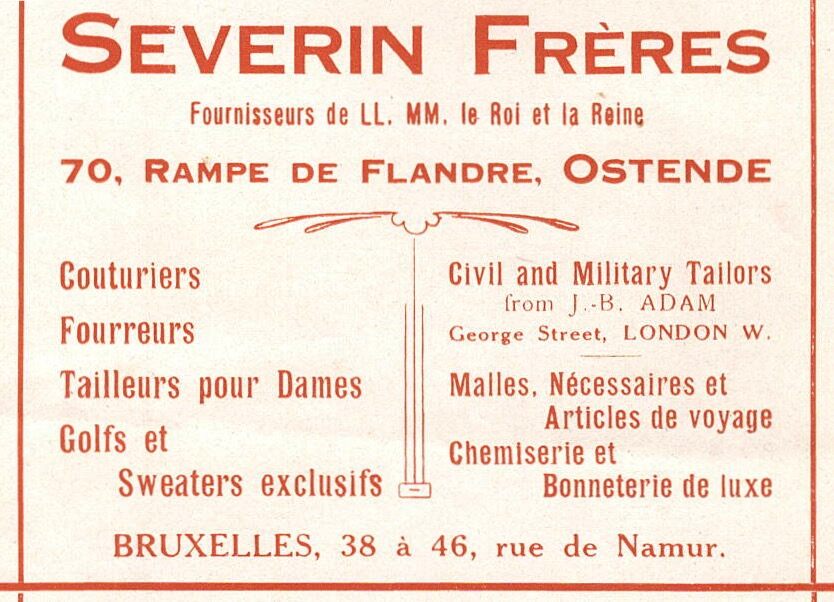 SEVERIN FRÈRES
Fournisseurs de LL. MM. le Roi et la Reine
70, RAMPE DE FLANDRE, OSTENDE
Couturiers
Fourreurs
Tailleurs pour Dames
Golfs et
Sweaters exclusifs
Civil and Military Tailors
from J.-B. ADAM
George Street, LONDON W.
Malles, Nécessaires et
Articles de voyage
Chemiserie et
Bonneterie de luxe
BRUXELLES, 38 à 46, rue de Namur.